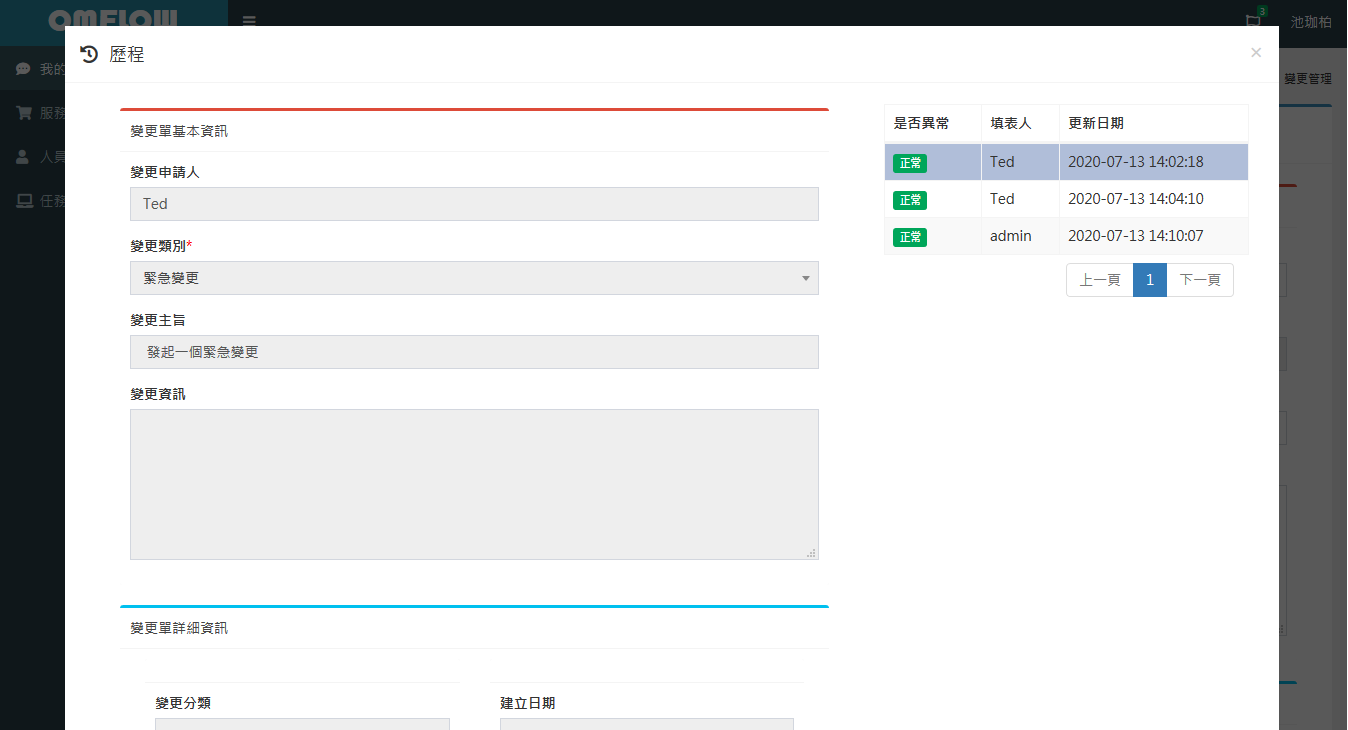 OMFLOW
3
池珈柏
歷程
×
我的
服務
人員
任務
變更管理
變更單基本資訊
變更申請人
Ted
變更類別*
緊急變更
變更主旨
發起一個緊急變更
變更資訊
變更單詳細資訊
變更分類
建立日期
是否異常 填表人 更新日期
正常 Ted 2020-07-13 14:02:18
正常 Ted 2020-07-13 14:04:10
正常 admin 2020-07-13 14:10:07
上一頁 1 下一頁